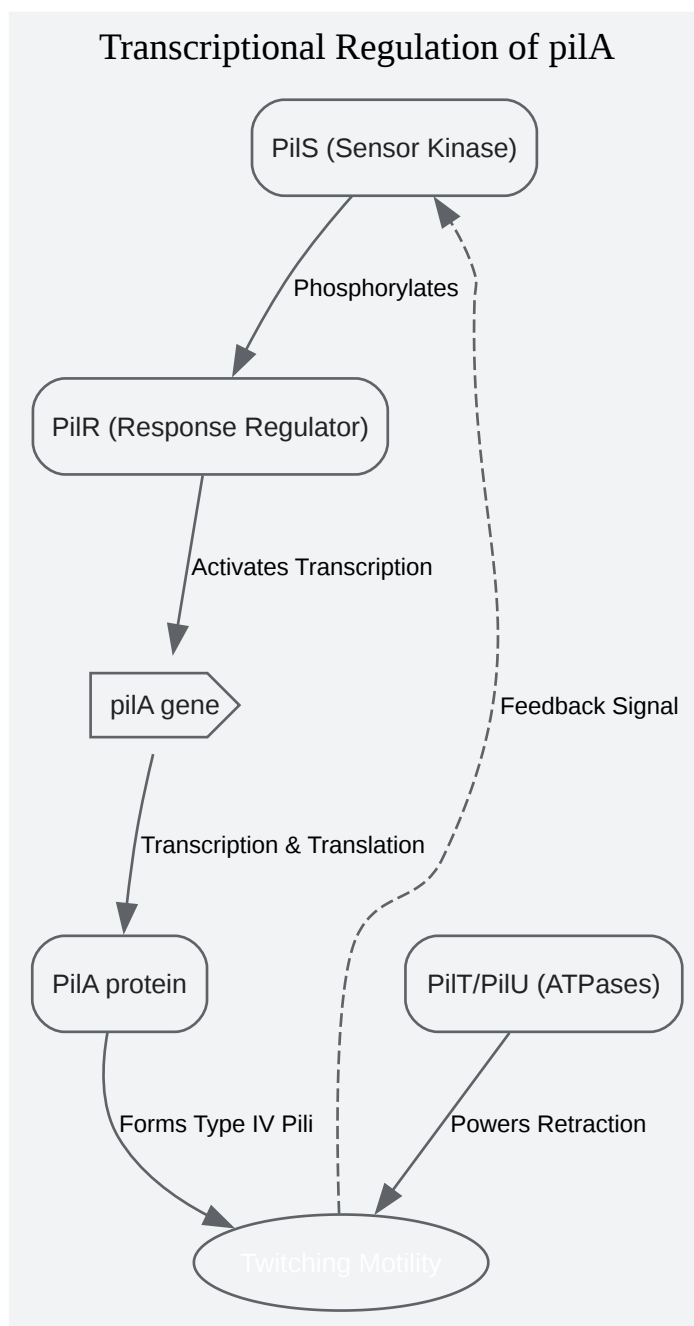 Transcriptional Regulation of pilA
PilS (Sensor Kinase)
Phosphorylates
PilR (Response Regulator)
Activates Transcription
pilA gene
Feedback Signal
Transcription & Translation
PilA protein
PilT/PilU (ATPases)
Forms Type IV Pili
Powers Retraction
Twitching Motility